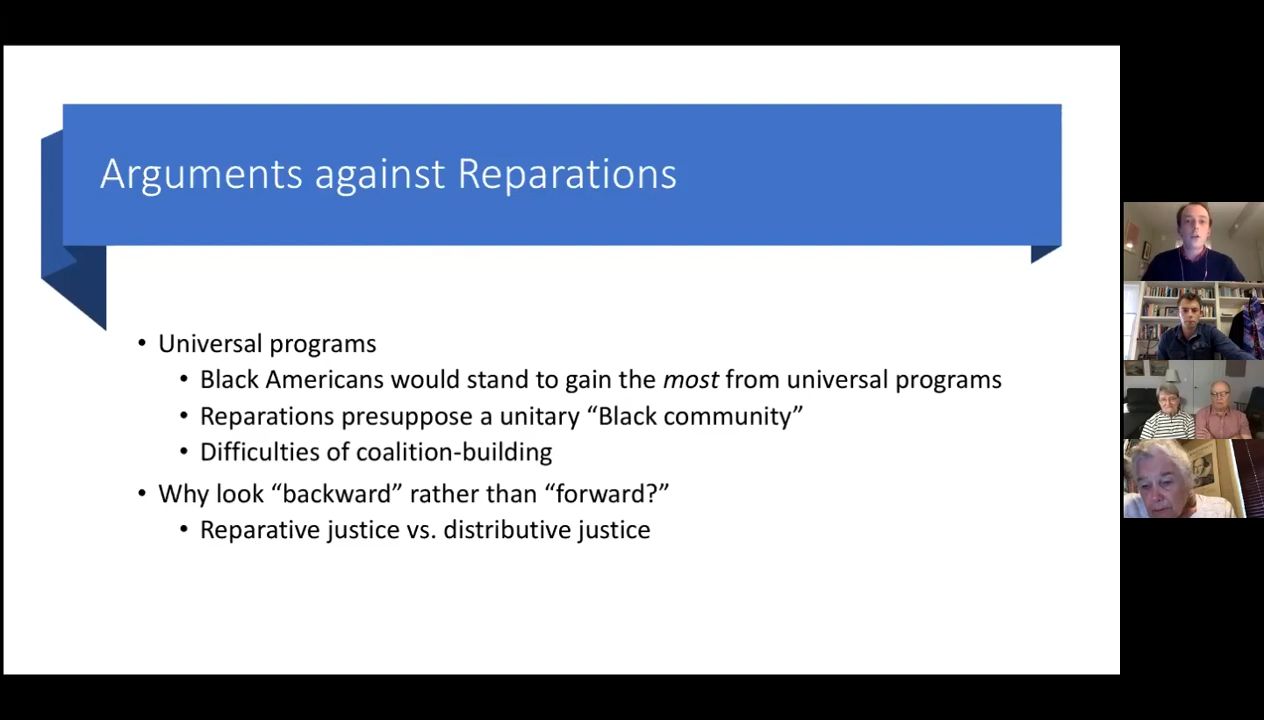 Arguments against Reparations
• Universal programs
• Black Americans would stand to gain the most from universal programs
• Reparations presuppose a unitary “Black community”
• Difficulties of coalition-building
• Why look “backward” rather than “forward?”
• Reparative justice vs. distributive justice